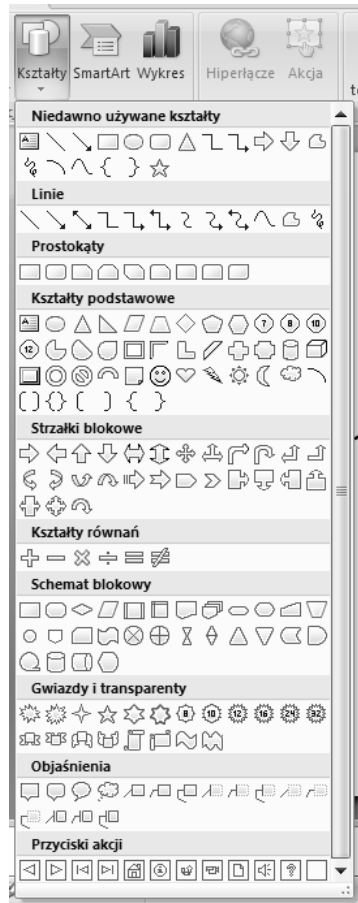 Kształty SmartArt Wykres Hiperłącze Akcja
Niedawno używane kształty
Linie
Prostokąty
Kształty podstawowe
Strzałki blokowe
Kształty równań
Schemat blokowy
Gwiazdy i transparenty
Objaśnienia
Przyciski akcji